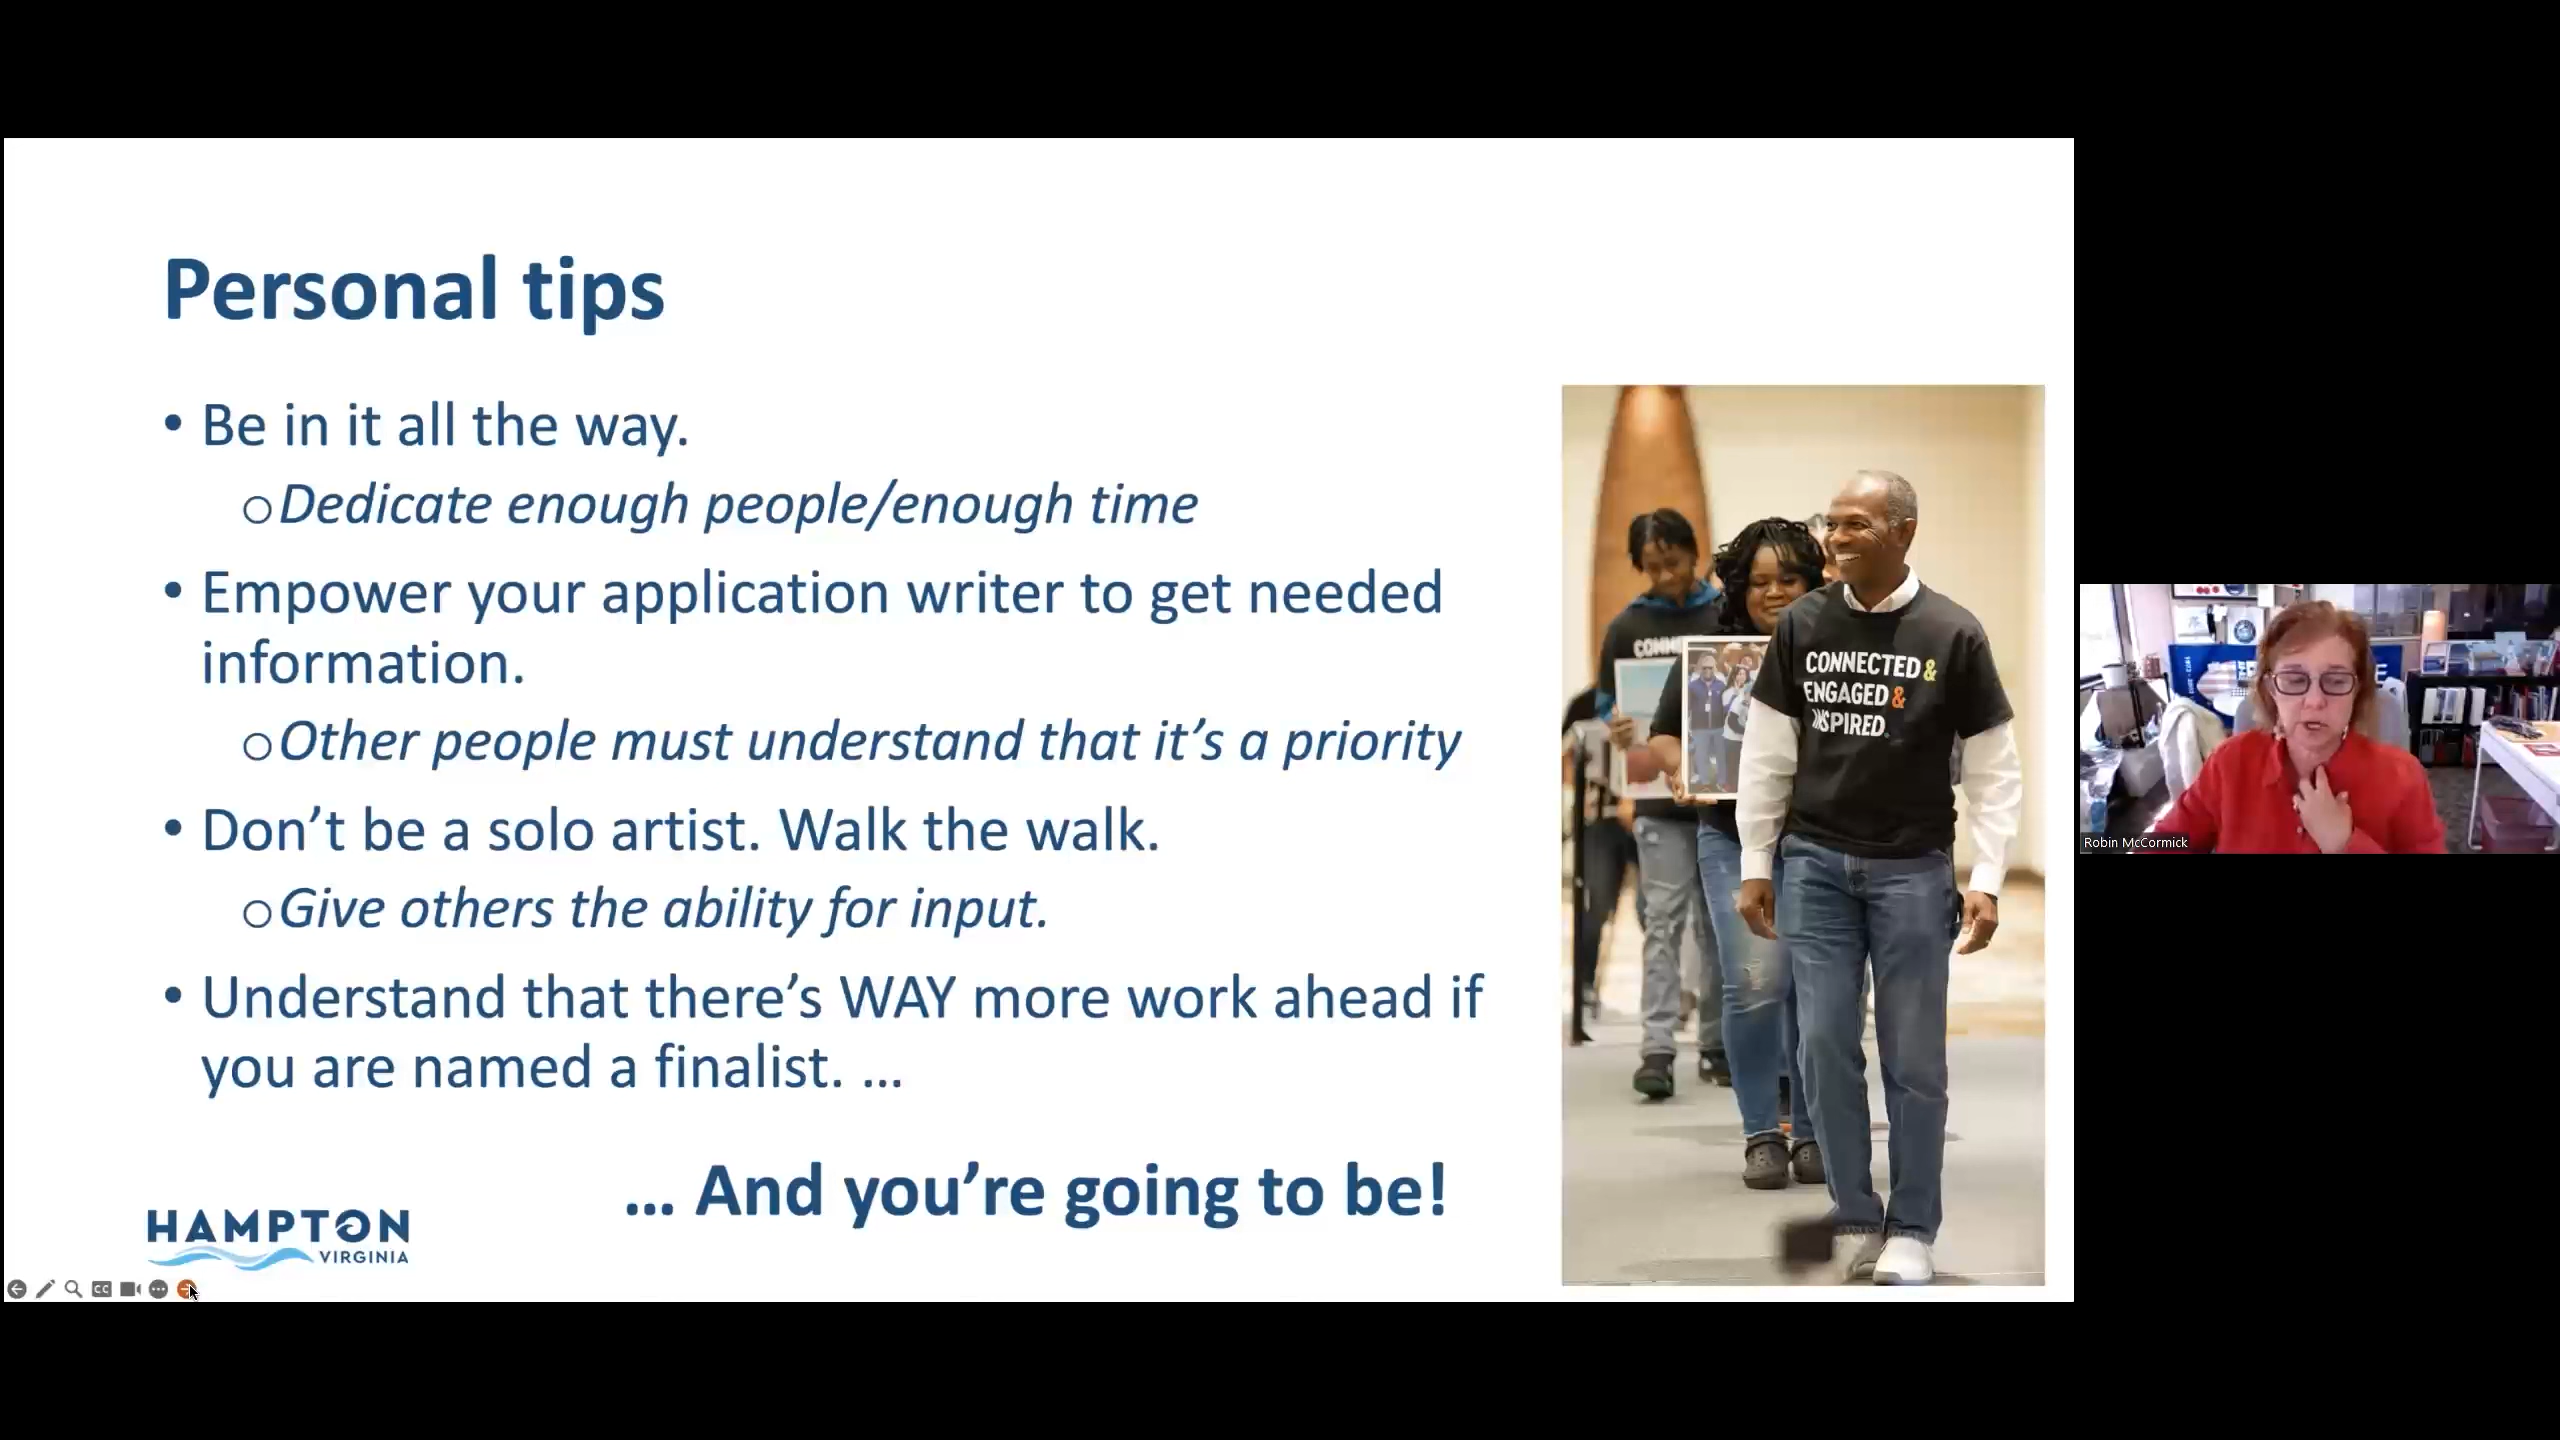 Personal tips
• Be in it all the way.
o Dedicate enough people/enough time
• Empower your application writer to get needed
information.
o Other people must understand that it’s a priority
• Don’t be a solo artist. Walk the walk.
o Give others the ability for input.
• Understand that there’s WAY more work ahead if
you are named a finalist. ...
... And you’re going to be!
HAMPTON
VIRGINIA
CC
CONNECTED&
ENGAGED&
INSPIRED.
Robin McCormick